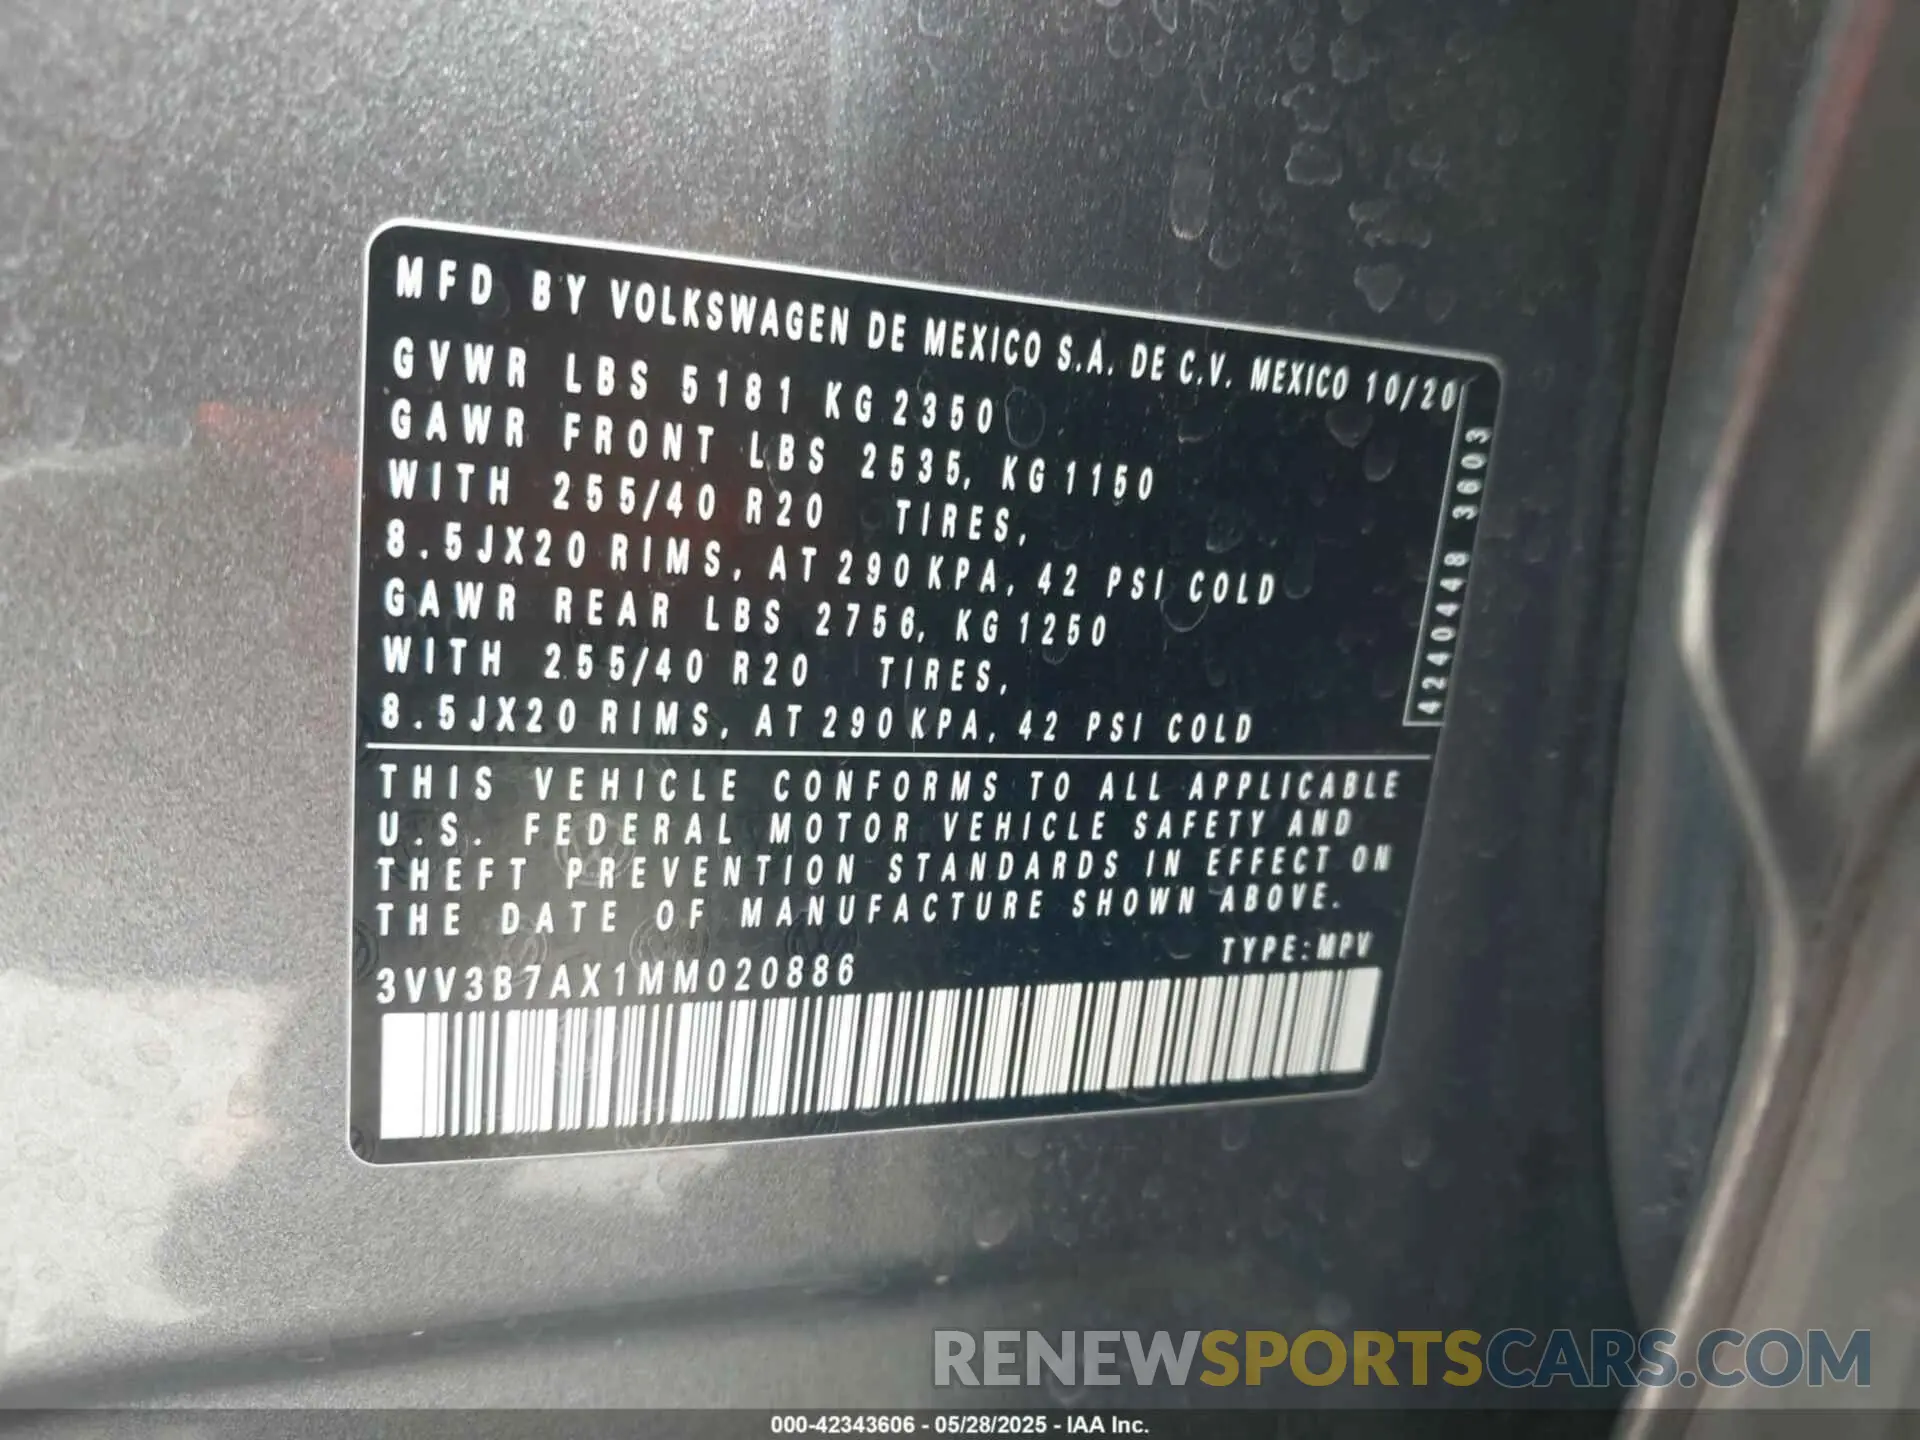 MFD BY VOLKSWAGEN DE MEXICO S.A. DE C.V. MEXICO 10/20
GVWR LBS 5181 KG 2350
GAWR FRONT LBS 2535, KG 1150
WITH 255/40 R20 TIRES,
8.5JX20 RIMS, AT 290 KPA, 42 PSI COLD
GAWR REAR LBS 2756, KG 1250
WITH 255/40 R20 TIRES,
8.5JX20 RIMS, AT 290 KPA, 42 PSI COLD
4240448 3603
THIS VEHICLE CONFORMS TO ALL APPLICABLE
U.S. FEDERAL MOTOR VEHICLE SAFETY AND
THEFT PREVENTION STANDARDS IN EFFECT ON
THE DATE OF MANUFACTURE SHOWN ABOVE.
TYPE: MPV
3VV3B7AX1MM020886
RENEWSPORTSCARS.COM
000-42343606 - 05/28/2025 - IAA Inc.